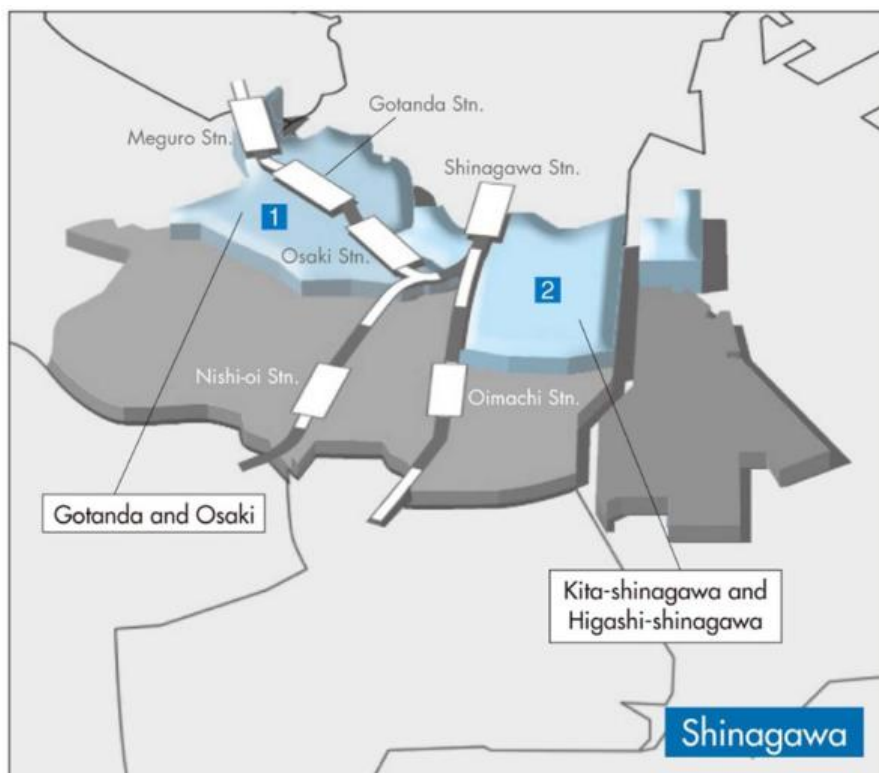 Gotanda Stn.
Meguro Stn.
Shinagawa Stn.
1
Osaki Stn.
2
Nishi-oi Stn.
Oimachi Stn.
Gotanda and Osaki
Kita-shinagawa and
Higashi-shinagawa
Shinagawa